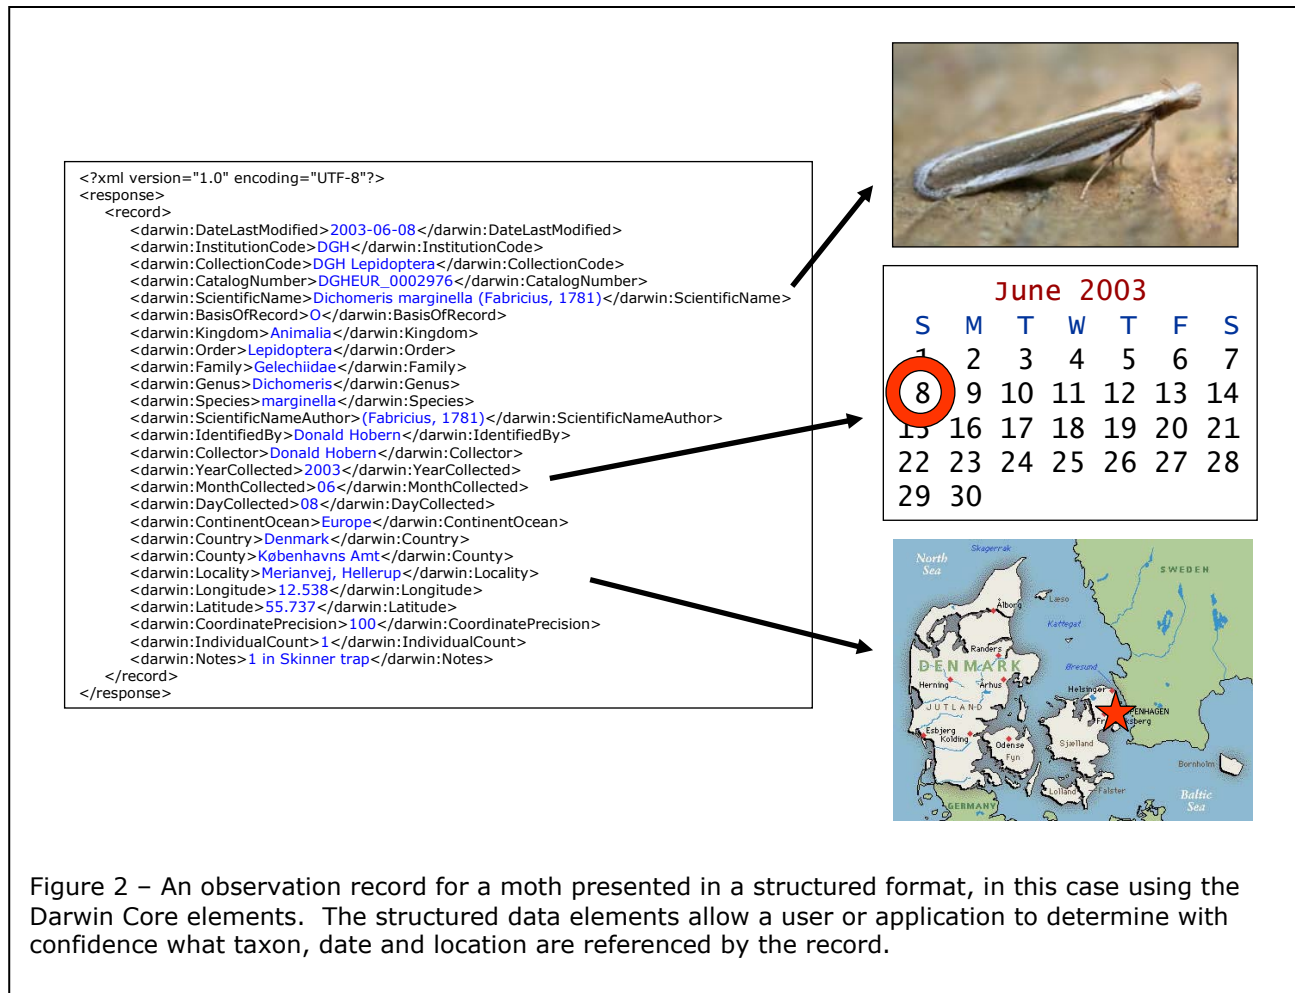 <?xml version="1.0" encoding="UTF-8"?>
<response>
<record>
<darwin:DateLastModified>2003-06-08</darwin:DateLastModified>
<darwin:InstitutionCode>DGH</darwin:InstitutionCode>
<darwin:CollectionCode>DGH Lepidoptera</darwin:CollectionCode>
<darwin:CatalogNumber>DGHEUR_0002976</darwin:CatalogNumber>
<darwin:ScientificName>Dichomeris marginella (Fabricius, 1781)</darwin:ScientificName>
<darwin:BasisOfRecord>O</darwin:BasisOfRecord>
<darwin:Kingdom>Animalia</darwin:Kingdom>
<darwin:Order>Lepidoptera</darwin:Order>
<darwin:Family>Gelechiidae</darwin:Family>
<darwin:Genus>Dichomeris</darwin:Genus>
<darwin:Species>marginella</darwin:Species>
<darwin:ScientificNameAuthor>(Fabricius, 1781)</darwin:ScientificNameAuthor>
<darwin:IdentifiedBy>Donald Hobern</darwin:IdentifiedBy>
<darwin:Collector>Donald Hobern</darwin:Collector>
<darwin:YearCollected>2003</darwin:YearCollected>
<darwin:MonthCollected>06</darwin:MonthCollected>
<darwin:DayCollected>08</darwin:DayCollected>
<darwin:ContinentOcean>Europe</darwin:ContinentOcean>
<darwin:Country>Denmark</darwin:Country>
<darwin:County>Københavns Amt</darwin:County>
<darwin:Locality>Merianvej, Hellerup</darwin:Locality>
<darwin:Longitude>12.538</darwin:Longitude>
<darwin:Latitude>55.737</darwin:Latitude>
<darwin:CoordinatePrecision>100</darwin:CoordinatePrecision>
<darwin:IndividualCount>1</darwin:IndividualCount>
<darwin:Notes>1 in Skinner trap</darwin:Notes>
</record>
</response>
June 2003
S M T W T F S
1 2 3 4 5 6 7
8 9 10 11 12 13 14
15 16 17 18 19 20 21
22 23 24 25 26 27 28
29 30
Skagerrak
North
Sea
SWEDEN
Læsø
Ålborg
Kattegat
Randers
DENMARK
Øresund
Herning
Århus
Helsingør
JUTLAND
Esbjerg
Kolding
Odense
Fyn
Sjælland
Bornholm
Lolland
Falster
Baltic
Sea
GERMANY
Figure 2 – An observation record for a moth presented in a structured format, in this case using the
Darwin Core elements. The structured data elements allow a user or application to determine with
confidence what taxon, date and location are referenced by the record.